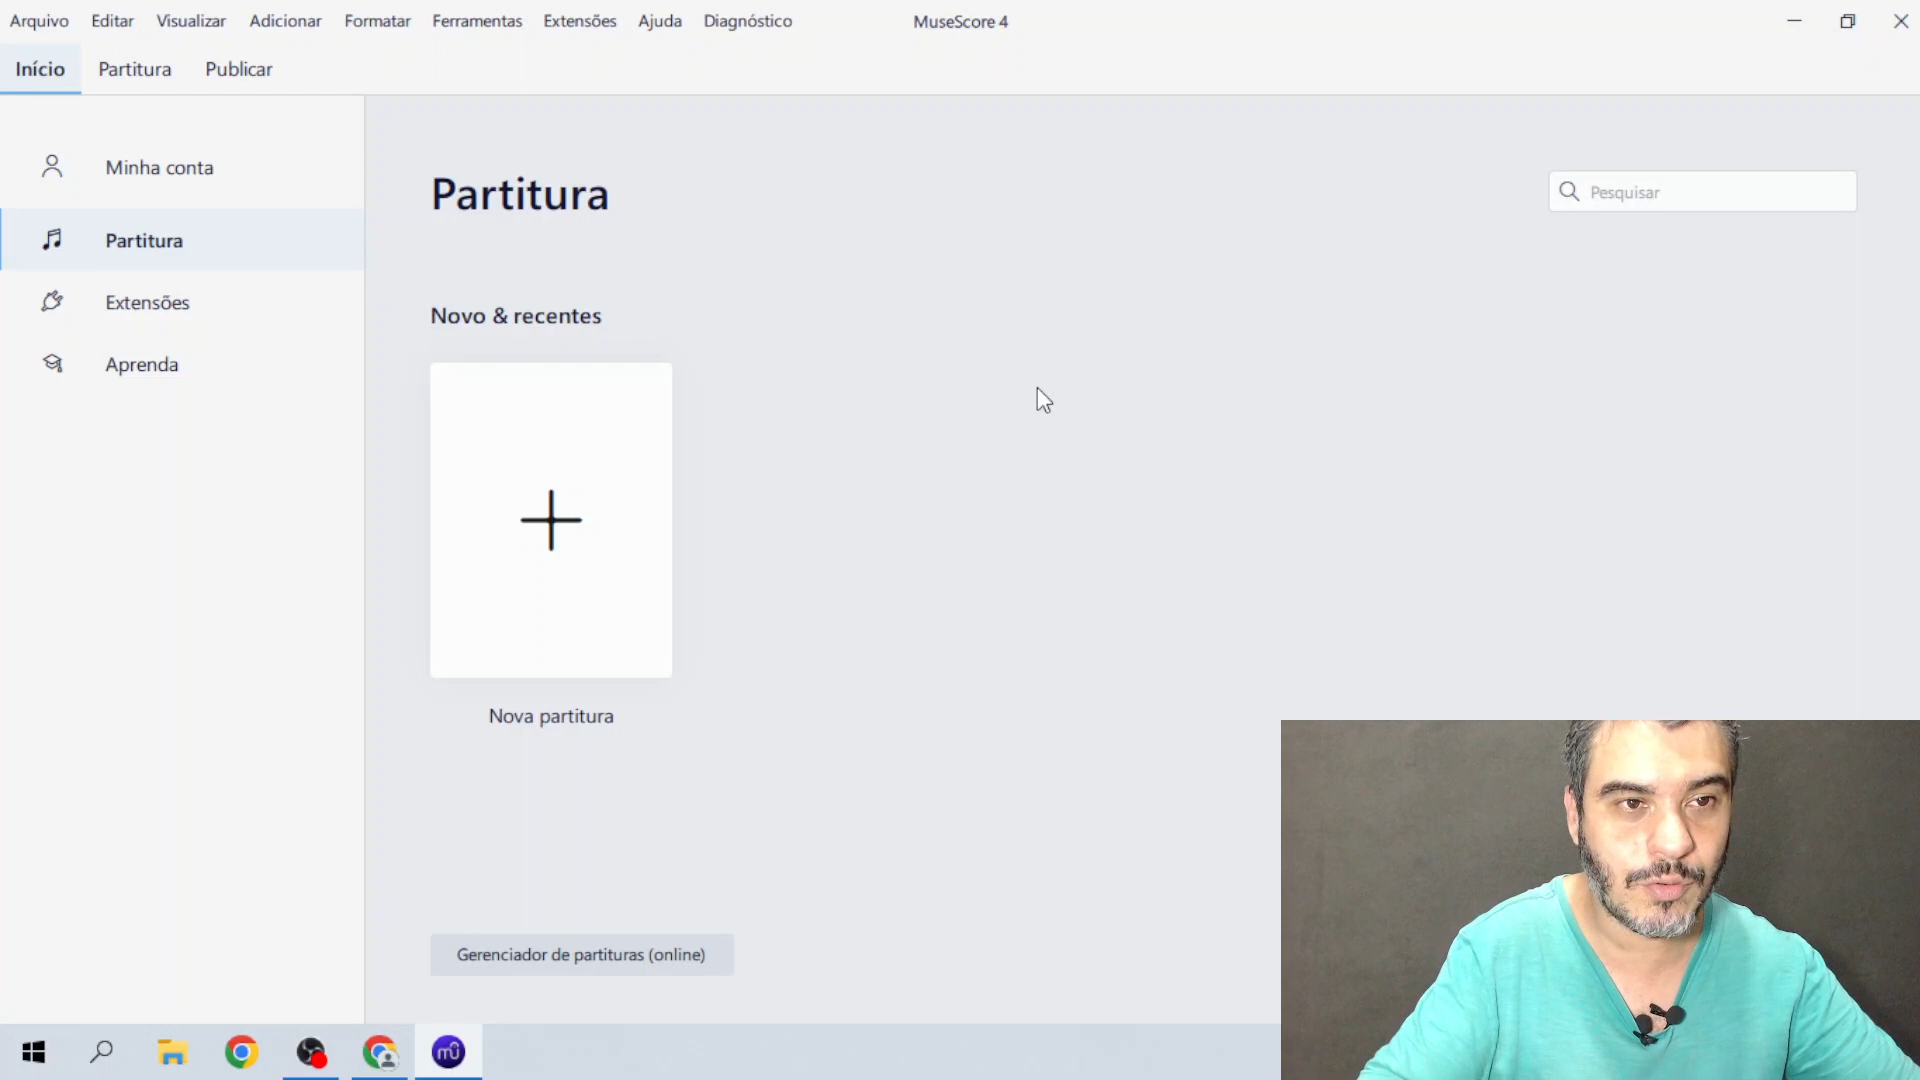 Arquivo Editar Visualizar Adicionar Formatar Ferramentas Extensões Ajuda Diagnóstico MuseScore 4
Início Partitura Publicar
Minha conta
Partitura
Extensões
Aprenda
Partitura
Pesquisar
Novo & recentes
Nova partitura
Gerenciador de partituras (online)